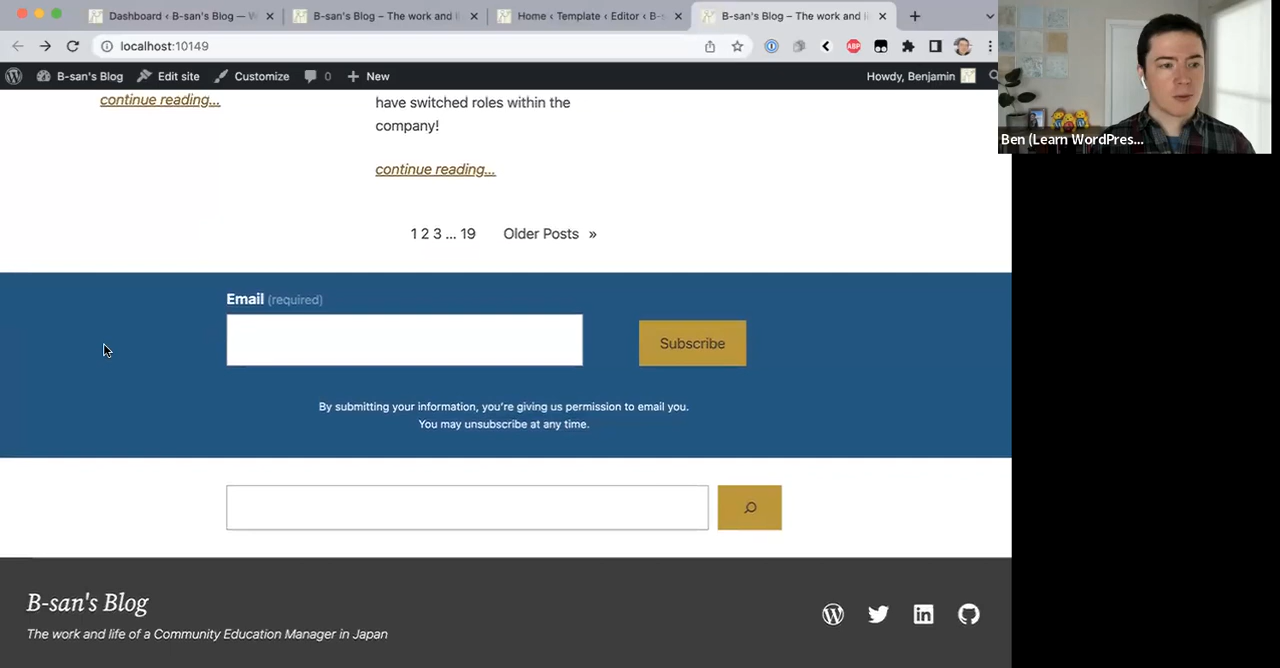 Dashboard ‹ B-san's Blog — W
B-san's Blog – The work and l
Home ‹ Template ‹ Editor ‹ B-s
B-san's Blog – The work and li
localhost:10149
ABP
B-san's Blog
Edit site
Customize
0
New
Howdy, Benjamin
Ben (Learn WordPres...
continue reading...
have switched roles within the
company!
continue reading...
1 2 3 ... 19
Older Posts »
Email (required)
Subscribe
By submitting your information, you're giving us permission to email you.
You may unsubscribe at any time.
B-san's Blog
The work and life of a Community Education Manager in Japan